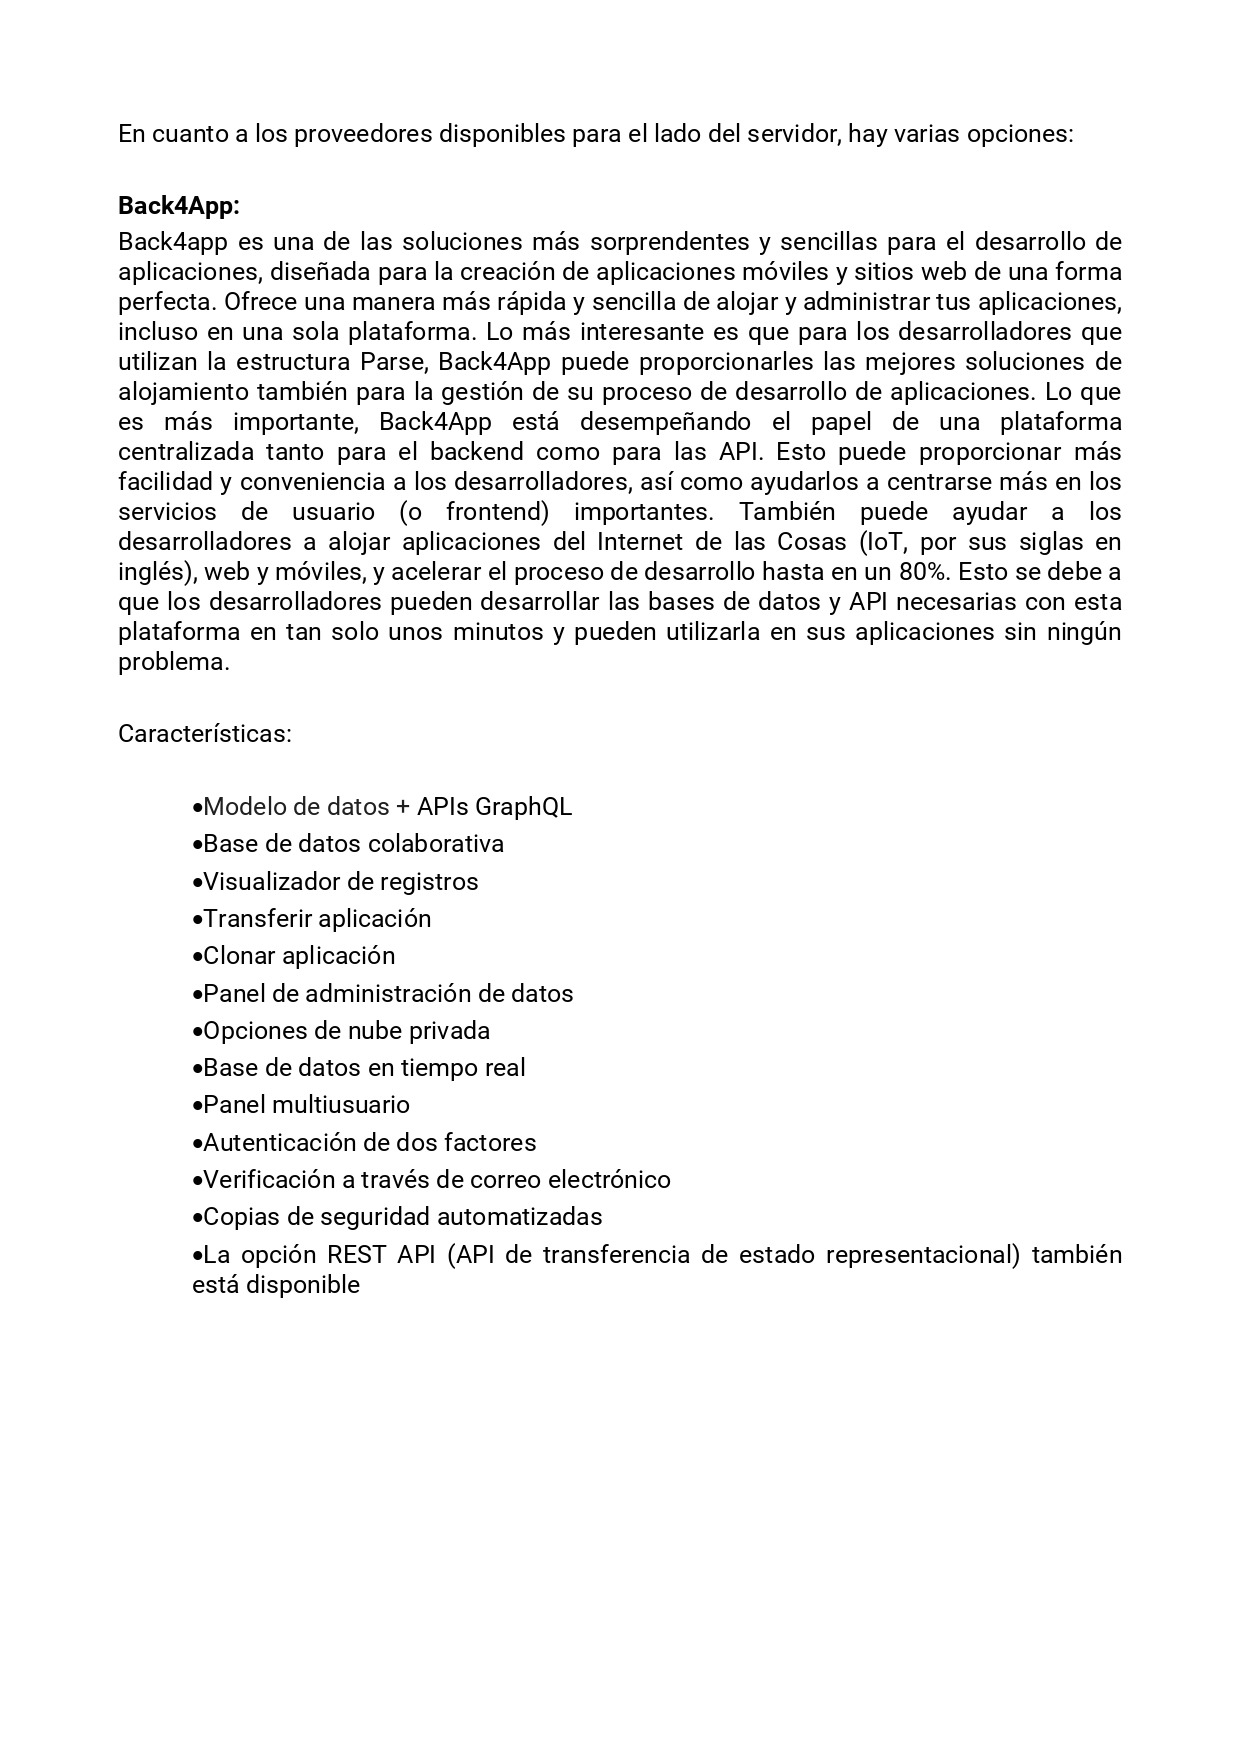 En cuanto a los proveedores disponibles para el lado del servidor, hay varias opciones:
Back4App:
Back4app es una de las soluciones más sorprendentes y sencillas para el desarrollo de
aplicaciones, diseñada para la creación de aplicaciones móviles y sitios web de una forma
perfecta. Ofrece una manera más rápida y sencilla de alojar y administrar tus aplicaciones,
incluso en una sola plataforma. Lo más interesante es que para los desarrolladores que
utilizan la estructura Parse, Back4App puede proporcionarles las mejores soluciones de
alojamiento también para la gestión de su proceso de desarrollo de aplicaciones. Lo que
es más importante, Back4App está desempeñando el papel de una plataforma
centralizada tanto para el backend como para las API. Esto puede proporcionar más
facilidad y conveniencia a los desarrolladores, así como ayudarlos a centrarse más en los
servicios de usuario (o frontend) importantes. También puede ayudar a los
desarrolladores a alojar aplicaciones del Internet de las Cosas (IoT, por sus siglas en
inglés), web y móviles, y acelerar el proceso de desarrollo hasta en un 80%. Esto se debe a
que los desarrolladores pueden desarrollar las bases de datos y API necesarias con esta
plataforma en tan solo unos minutos y pueden utilizarla en sus aplicaciones sin ningún
problema.
Características:
•Modelo de datos + APIs GraphQL
•Base de datos colaborativa
•Visualizador de registros
•Transferir aplicación
•Clonar aplicación
•Panel de administración de datos
•Opciones de nube privada
•Base de datos en tiempo real
•Panel multiusuario
•Autenticación de dos factores
•Verificación a través de correo electrónico
•Copias de seguridad automatizadas
•La opción REST API (API de transferencia de estado representacional) también
está disponible